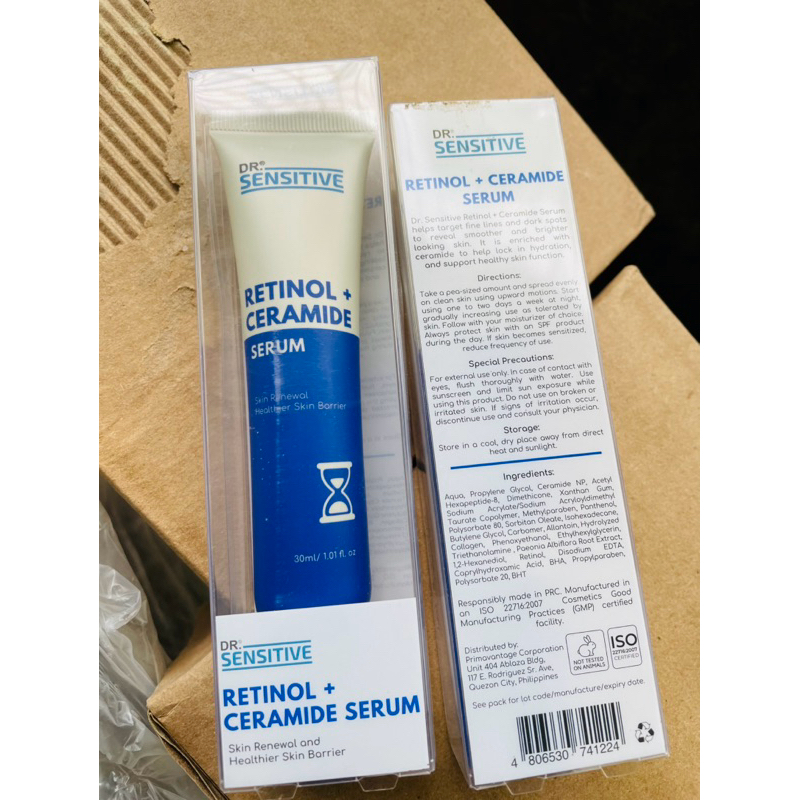 DR.®
SENSITIVE
RETINOL +
CERAMIDE
SERUM
Skin Renewal
Healthier Skin Barrier
30ml/ 1.01 fl. oz
DR.®
SENSITIVE
RETINOL +
CERAMIDE SERUM
Skin Renewal and
Healthier Skin Barrier
DR.®
SENSITIVE
RETINOL + CERAMIDE
SERUM
Dr. Sensitive Retinol + Ceramide Serum
helps target fine lines and dark spots
to reveal smoother and brighter
looking skin. It is enriched with
ceramide to help lock in hydration,
and support healthy skin function.
Directions:
Take a pea-sized amount and spread evenly
on clean skin using upward motions. Start
using one to two days a week at night,
gradually increasing use as tolerated by
skin. Follow with your moisturizer of choice.
Always protect skin with an SPF product
during the day. If skin becomes sensitized,
reduce frequency of use.
Special Precautions:
For external use only. In case of contact with
eyes, flush thoroughly with water. Use
sunscreen and limit sun exposure while
using this product. Do not use on broken or
irritated skin. If signs of irritation occur,
discontinue use and consult your physician.
Storage:
Store in a cool, dry place away from direct
heat and sunlight.
Ingredients:
Aqua, Propylene Glycol, Ceramide NP, Acetyl
Hexapeptide-8, Dimethicone, Xanthan Gum,
Sodium Acrylate/Sodium Acryloyldimethyl
Taurate Copolymer, Methylparaben, Panthenol,
Polysorbate 80, Sorbitan Oleate, Isohexadecane,
Butylene Glycol, Carbomer, Allantoin, Hydrolyzed
Collagen, Phenoxyethanol, Ethylhexylglycerin,
Triethanolamine , Paeonia Albiflora Root Extract,
1,2-Hexanediol, Retinol, Disodium EDTA,
Caprylhydroxamic Acid, BHA, Propylparaben,
Polysorbate 20, BHT
Responsibly made in PRC. Manufactured in
an ISO 22716:2007 Cosmetics Good
Manufacturing Practices (GMP) certified
facility.
Distributed by:
Primavantage Corporation
Unit 404 Ablaza Bldg,
117 E. Rodriguez Sr. Ave,
Quezon City, Philippines
NOT TESTED
ON ANIMALS
ISO
22716:2007
CERTIFIED
See pack for lot code/manufacture/expiry date.
4 806530 741224